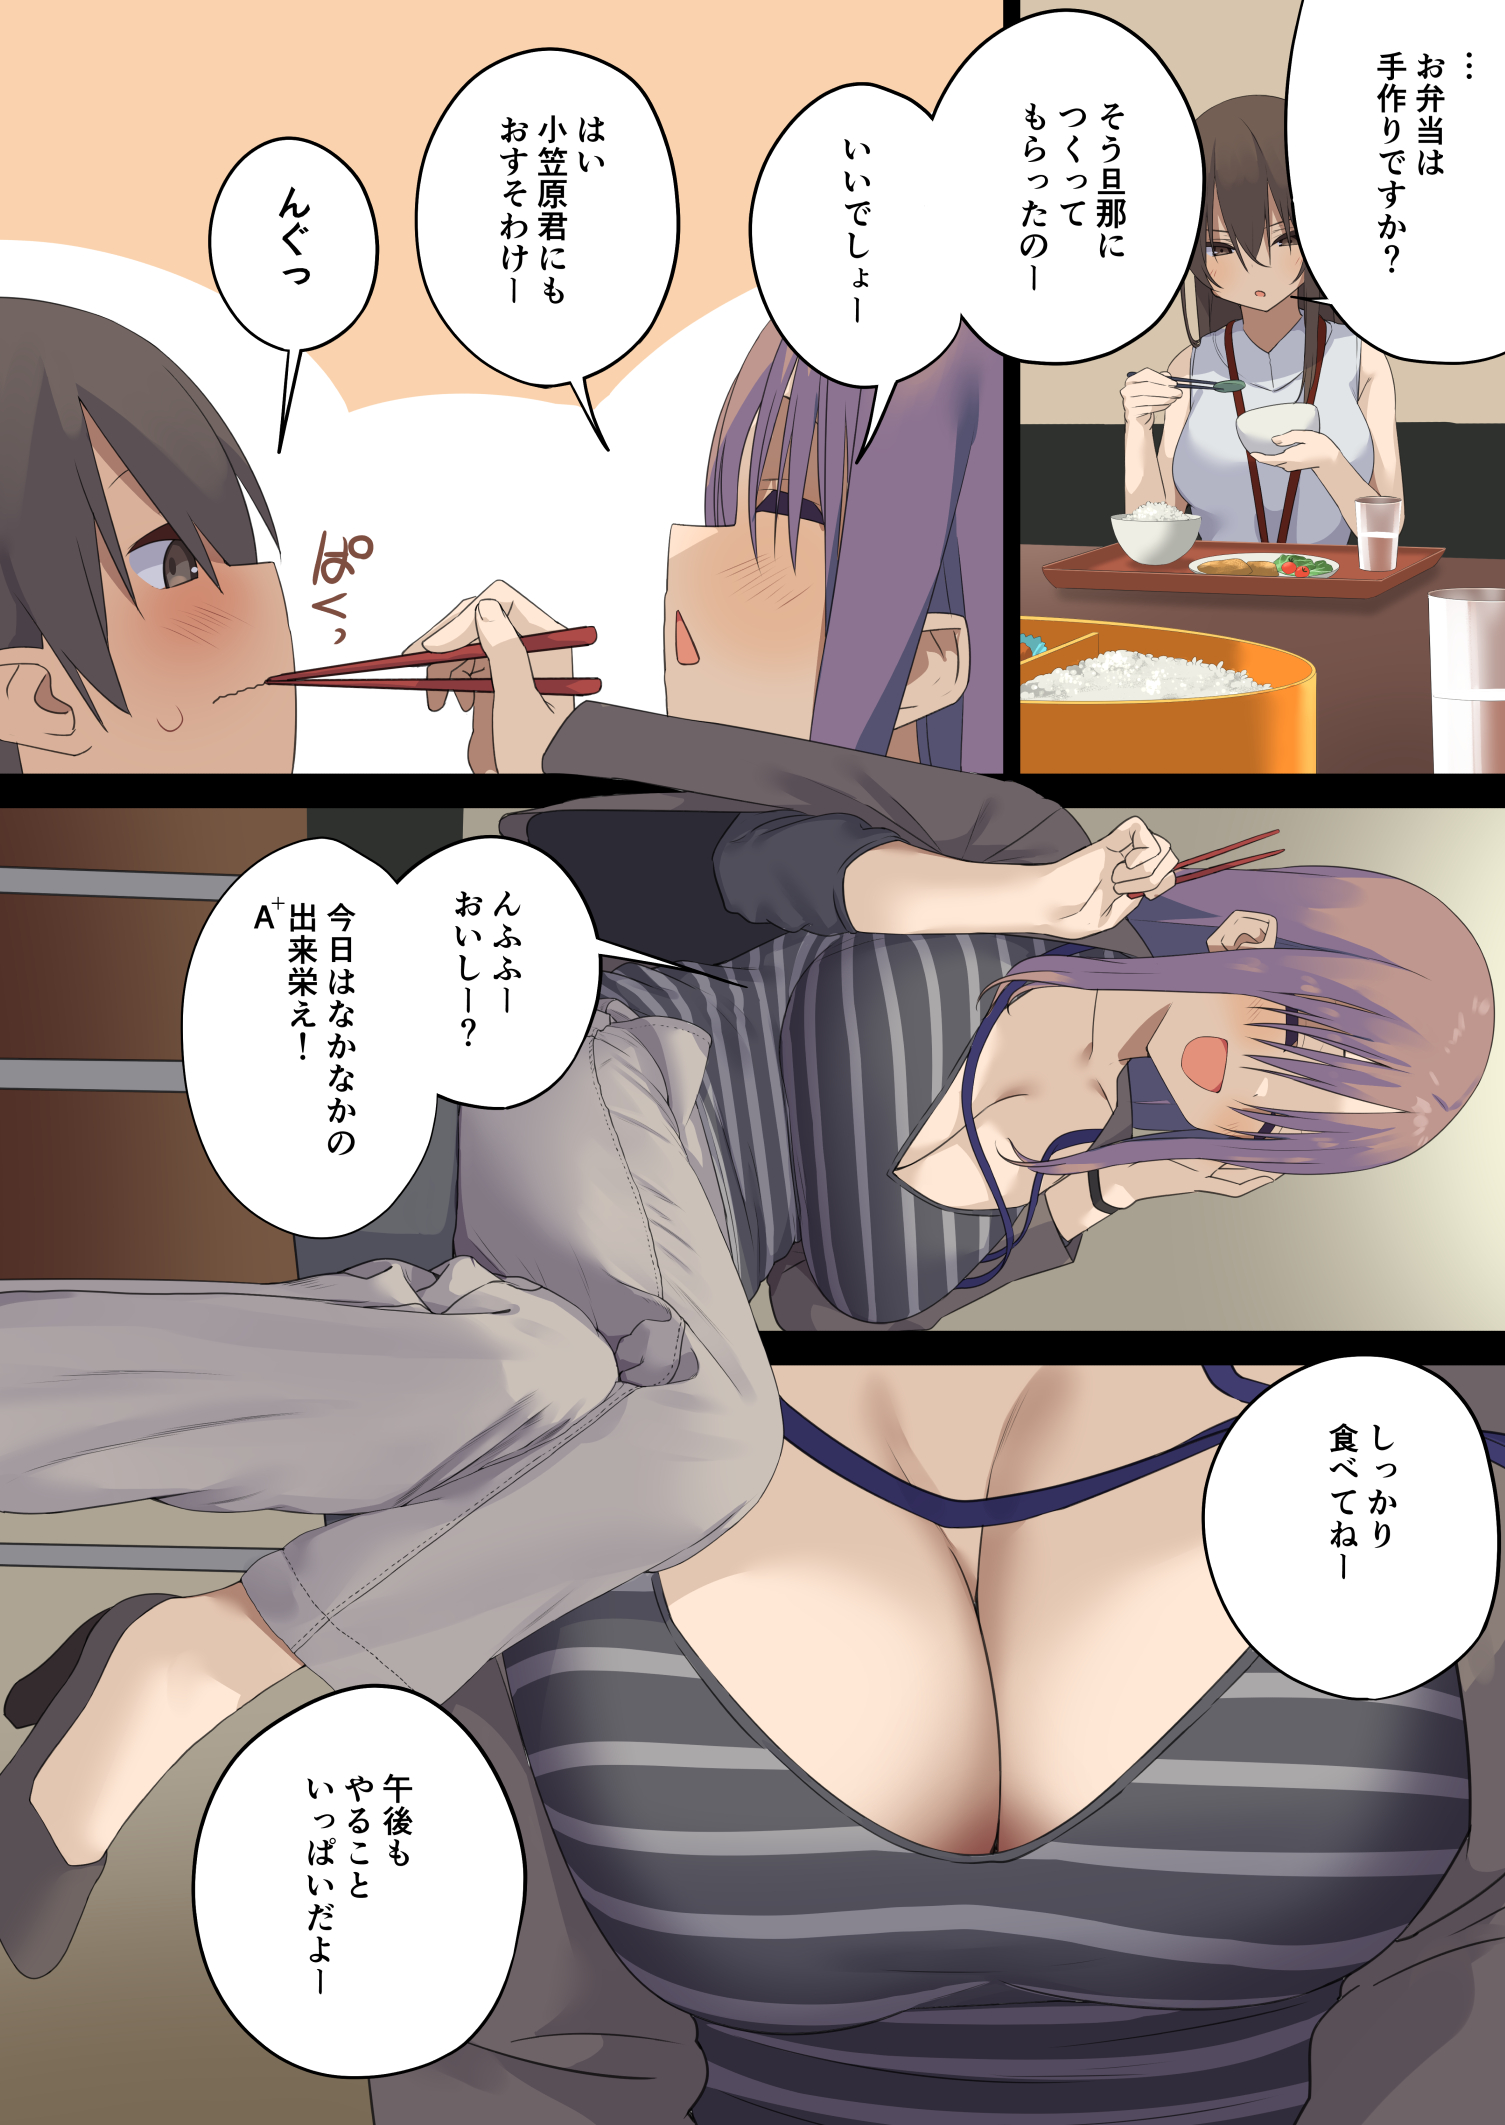 …
お弁当は
手作りですか？
そう旦那に
つくって
もらったのー
いいでしょー
はい
小笠原君にも
おすそわけー
んぐっ
ぱくっ
んふふー
おいしー？
今日はなかなかの
出来栄え！
A+
しっかり
食べてねー
午後も
やること
いっぱいだよー